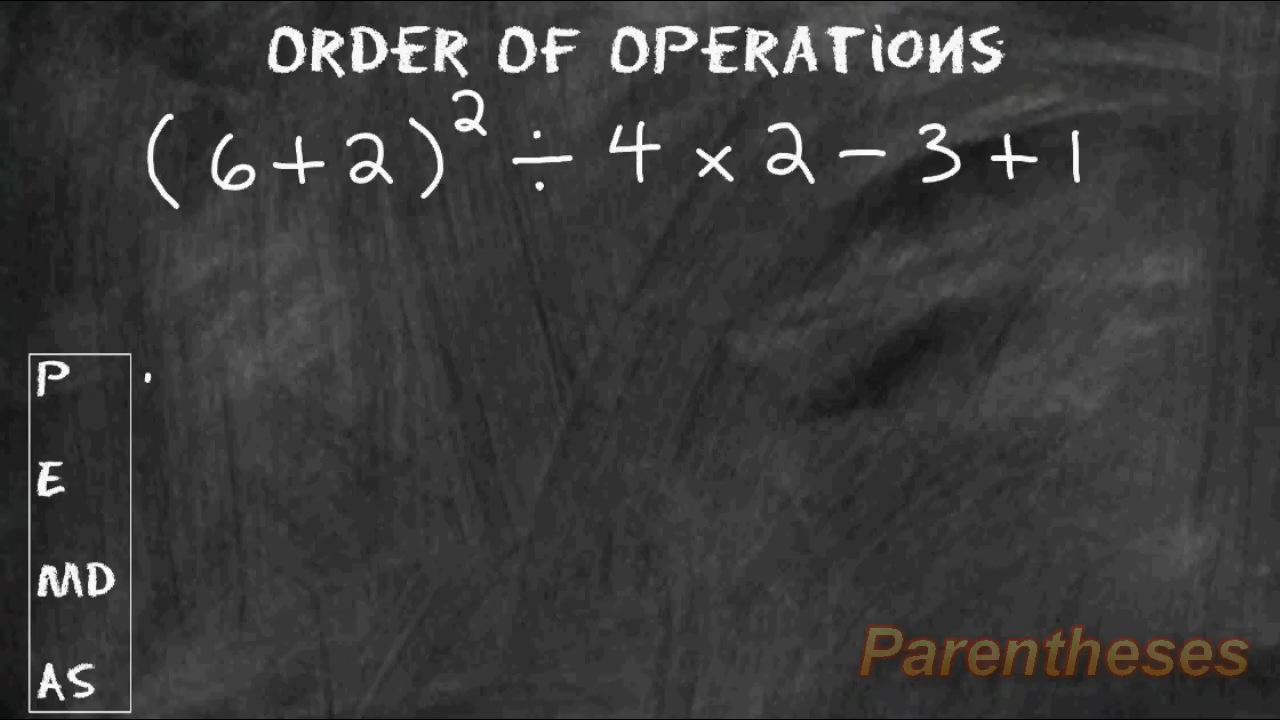 ORDER OF OPERATIONS
(6+2)² ÷ 4 × 2 − 3 + 1
P
E
MD
AS
Parentheses